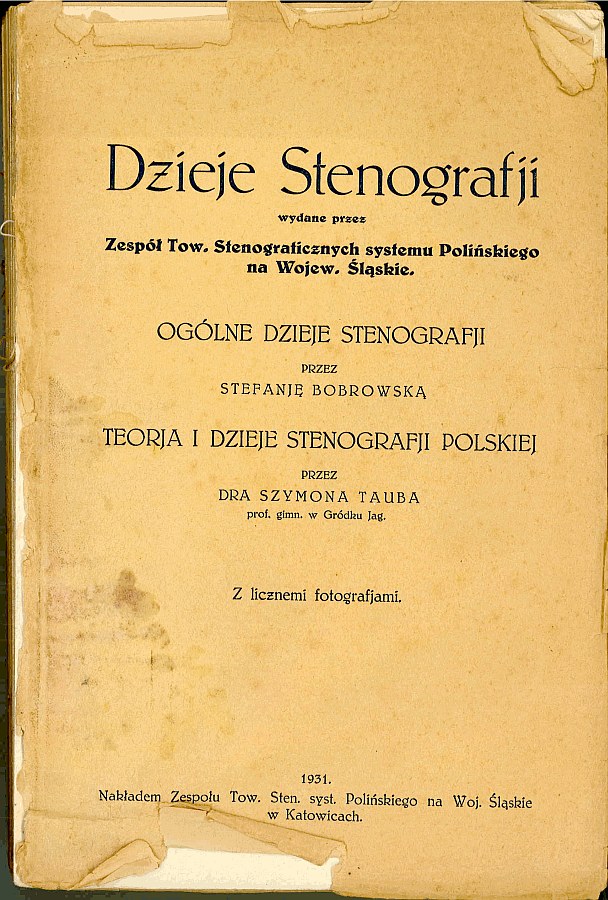 Dzieje Stenografji
wydane przez
Zespół Tow. Stenograficznych systemu Polińskiego
na Wojew. Śląskie.
OGÓLNE DZIEJE STENOGRAFJI
PRZEZ
STEFANJĘ BOBROWSKĄ
TEORJA I DZIEJE STENOGRAFJI POLSKIEJ
PRZEZ
DRA SZYMONA TAUBA
prof. gimn. w Gródku Jag.
Z licznemi fotografjami.
1931.
Nakładem Zespołu Tow. Sten. syst. Polińskiego na Woj. Śląskie
w Katowicach.